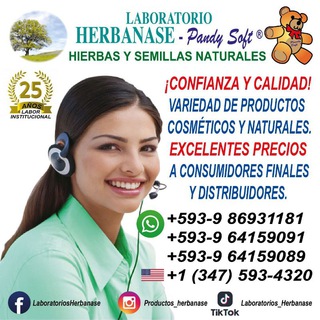 LABORATORIO
HERBANASE - Pandy Soft ®
HIERBAS Y SEMILLAS NATURALES
25
AÑOS
LABOR
INSTITUCIONAL
¡CONFIANZA Y CALIDAD!
VARIEDAD DE PRODUCTOS
COSMÉTICOS Y NATURALES.
EXCELENTES PRECIOS
A CONSUMIDORES FINALES
Y DISTRIBUIDORES.
+593-9 86931181
+593-9 64159091
+593-9 64159089
+1 (347) 593-4320
LaboratoriosHerbanase
Productos_herbanase
TikTok
Laboratorios_Herbanase